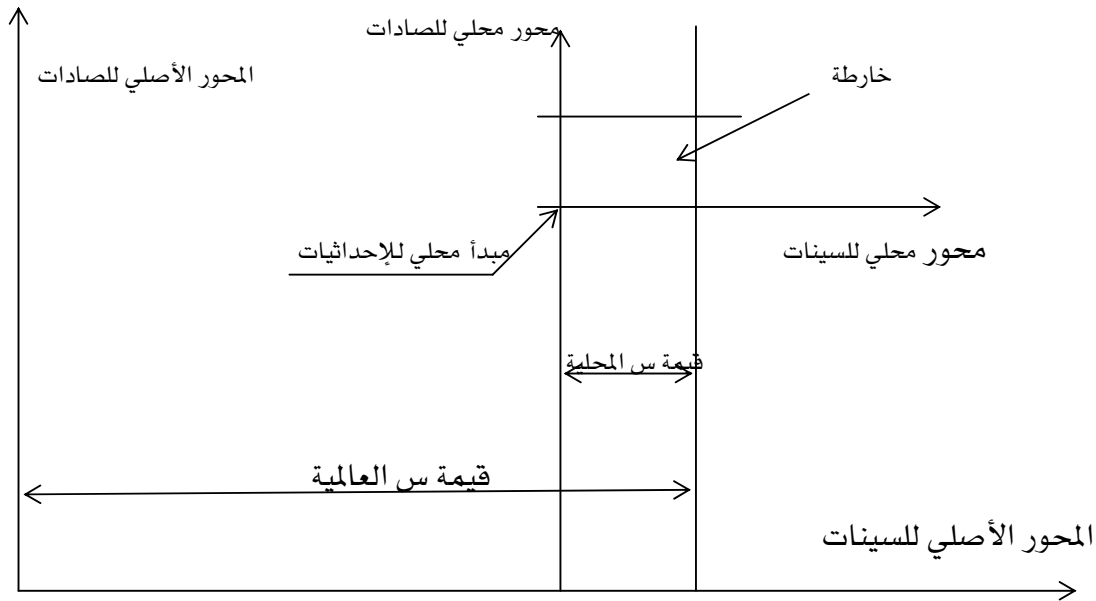 محور محلي للصادات
المحور الأصلي للصادات
خارطة
مبدأ محلي للإحداثيات
محور محلي للسينات
قيمة س المحلية
قيمة س العالمية
المحور الأصلي للسينات